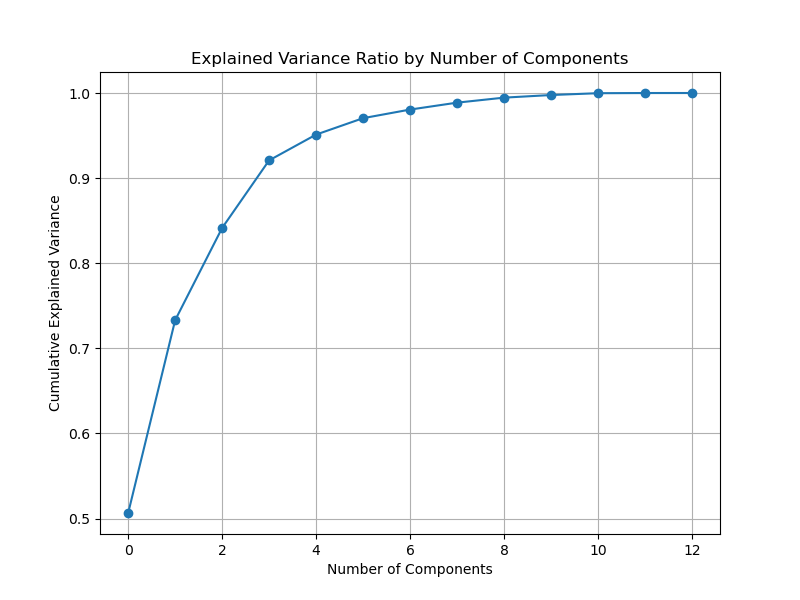 Explained Variance Ratio by Number of Components
Cumulative Explained Variance
1.0
0.9
0.8
0.7
0.6
0.5
0 2 4 6 8 10 12
Number of Components